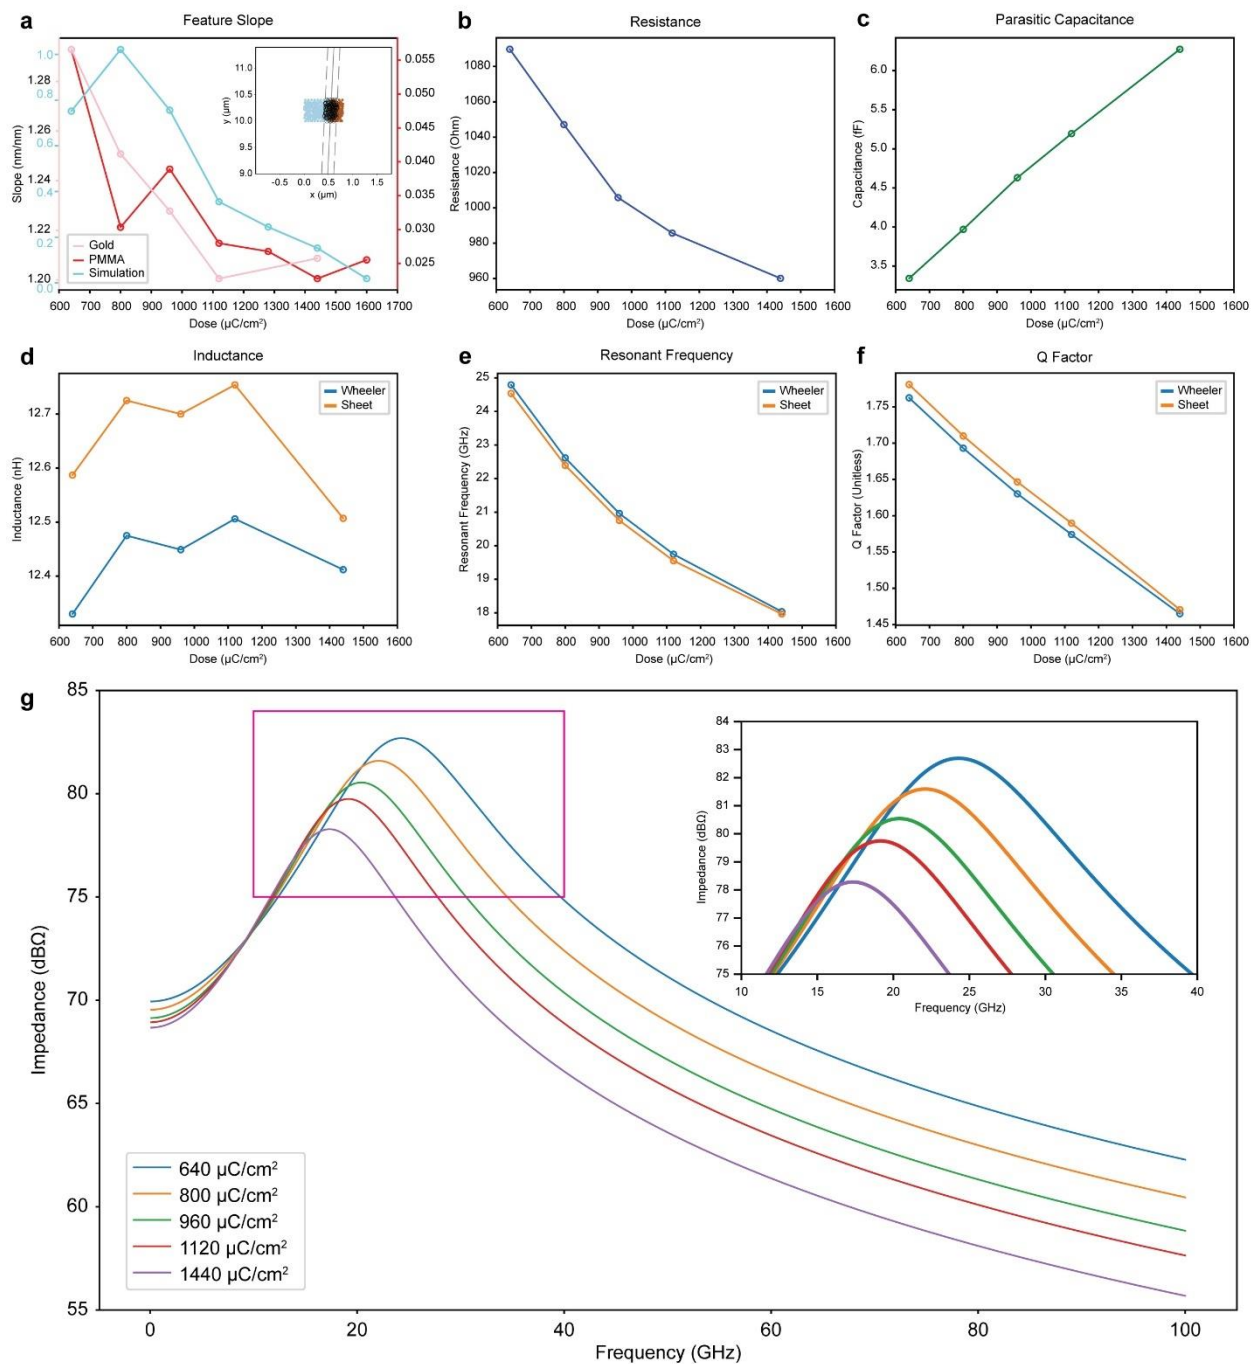 a
Feature Slope
1.0
1.28
0.8
1.26
0.6
1.24
0.4
1.22
0.2
1.20
0.0
Slope (nm/nm)
0.055
0.050
0.045
0.040
0.035
0.030
0.025
11.0
10.5
10.0
9.5
9.0
y (µm)
-0.5 0.0 0.5 1.0 1.5
x (µm)
Gold
PMMA
Simulation
600 700 800 900 1000 1100 1200 1300 1400 1500 1600 1700
Dose (µC/cm²)
b
Resistance
1080
1060
1040
1020
1000
980
960
Resistance (Ohm)
600 700 800 900 1000 1100 1200 1300 1400 1500 1600
Dose (µC/cm²)
c
Parasitic Capacitance
6.0
5.5
5.0
4.5
4.0
3.5
Capacitance (fF)
600 700 800 900 1000 1100 1200 1300 1400 1500 1600
Dose (µC/cm²)
d
Inductance
12.7
12.6
12.5
12.4
Inductance (nH)
Wheeler
Sheet
600 700 800 900 1000 1100 1200 1300 1400 1500 1600
Dose (µC/cm²)
e
Resonant Frequency
25
24
23
22
21
20
19
18
Resonant Frequency (GHz)
Wheeler
Sheet
600 700 800 900 1000 1100 1200 1300 1400 1500 1600
Dose (µC/cm²)
f
Q Factor
1.75
1.70
1.65
1.60
1.55
1.50
1.45
Q Factor (Unitless)
Wheeler
Sheet
600 700 800 900 1000 1100 1200 1300 1400 1500 1600
Dose (µC/cm²)
g
85
80
75
70
65
60
55
Impedance (dBΩ)
84
83
82
81
80
79
78
77
76
75
Impedance (dBΩ)
10 15 20 25 30 35 40
Frequency (GHz)
640 µC/cm²
800 µC/cm²
960 µC/cm²
1120 µC/cm²
1440 µC/cm²
0 20 40 60 80 100
Frequency (GHz)